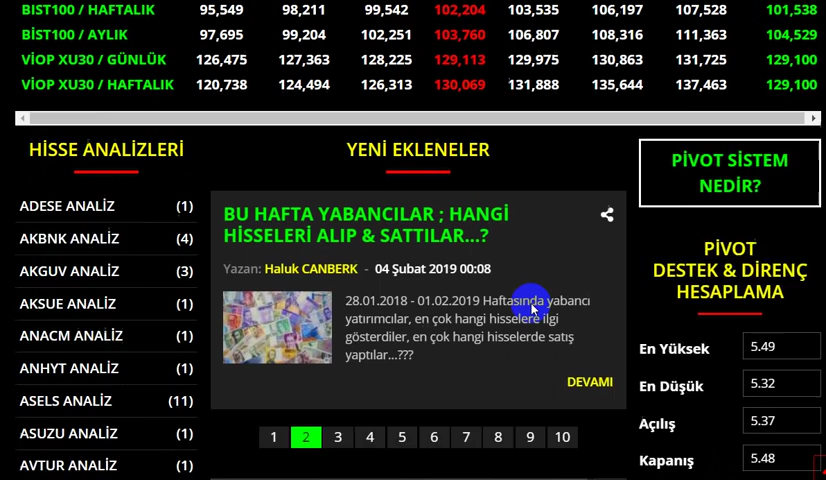 BIST100 / HAFTALIK 95,549 98,211 99,542 102,204 103,535 106,197 107,528 101,538
BİST100 / AYLIK 97,695 99,204 102,251 103,760 106,807 108,316 111,363 104,529
VİOP XU30 / GÜNLÜK 126,475 127,363 128,225 129,113 129,975 130,863 131,725 129,100
VİOP XU30 / HAFTALIK 120,738 124,494 126,313 130,069 131,888 135,644 137,463 129,100
HİSSE ANALİZLERİ
ADESE ANALİZ (1)
AKBNK ANALİZ (4)
AKGUV ANALİZ (3)
AKSUE ANALİZ (1)
ANACM ANALİZ (1)
ANHYT ANALİZ (1)
ASELS ANALİZ (11)
ASUZU ANALİZ (1)
AVTUR ANALİZ (1)
YENİ EKLENELER
BU HAFTA YABANCILAR ; HANGİ
HİSSELERİ ALIP & SATTILAR...?
Yazan: Haluk CANBERK - 04 Şubat 2019 00:08
28.01.2018 - 01.02.2019 Haftasında yabancı
yatırımcılar, en çok hangi hisselere ilgi
gösterdiler, en çok hangi hisselerde satış
yaptılar...???
DEVAMI
1 2 3 4 5 6 7 8 9 10
PİVOT SİSTEM
NEDİR?
PİVOT
DESTEK & DİRENÇ
HESAPLAMA
En Yüksek 5.49
En Düşük 5.32
Açılış 5.37
Kapanış 5.48